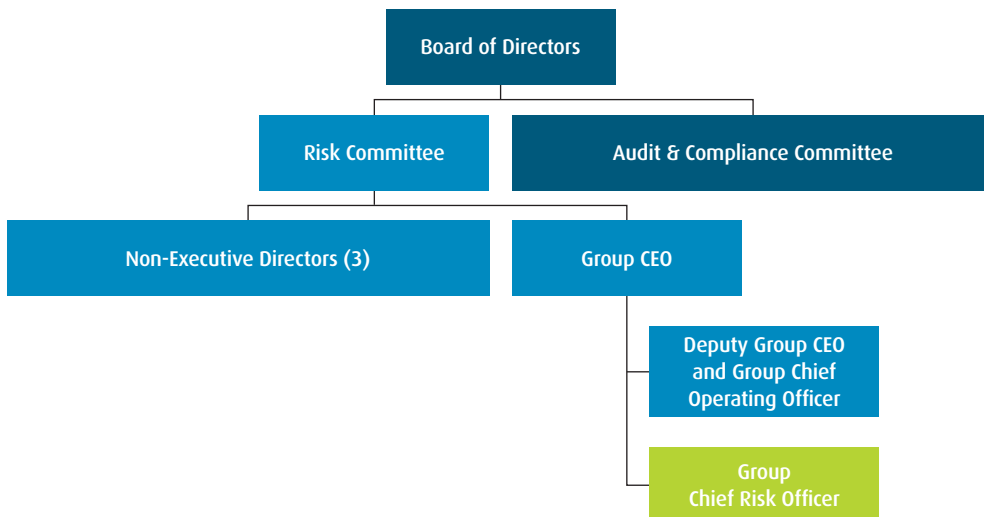 Board of Directors
Risk Committee
Audit & Compliance Committee
Non-Executive Directors (3)
Group CEO
Deputy Group CEO
and Group Chief
Operating Officer
Group
Chief Risk Officer